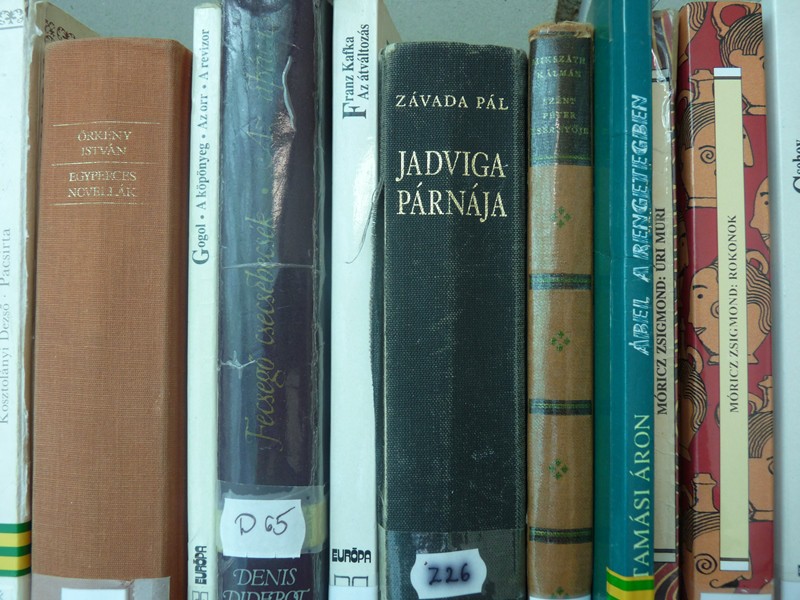 Kosztolányi Dezső · Pacsirta
ÖRKÉNY
ISTVÁN
EGYPERCES
NOVELLÁK
Gogol · A köpönyeg · Az orr · A revizor
EURÓPA
Fecsegő csecsebecsék
D 65
DENIS
DIDEROT
Franz Kafka
Az átváltozás
EURÓPA
ZÁVADA PÁL
JADVIGA
PÁRNÁJA
Z26
MIKSZÁTH
KÁLMÁN
SZENT
PÉTER
ESERNYŐJE
TAMÁSI ÁRON ÁBEL A RENGETEGBEN
MÓRICZ ZSIGMOND: ÚRI MURI
MÓRICZ ZSIGMOND: ROKONOK